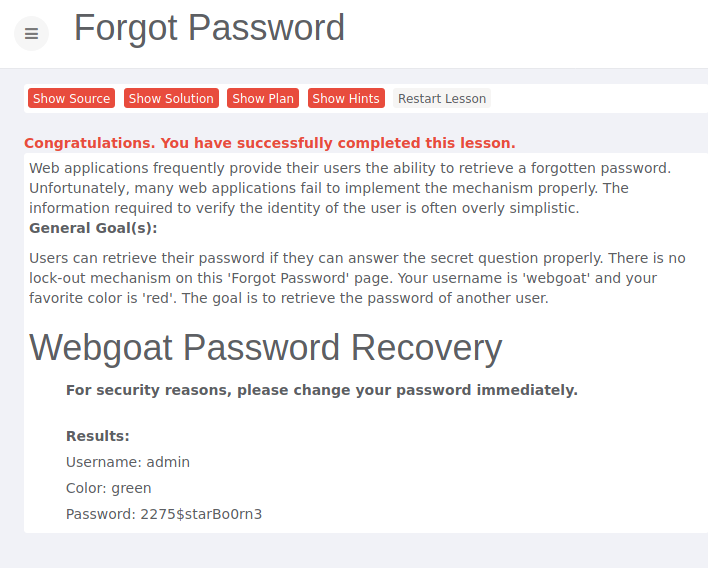 Forgot Password
Show Source Show Solution Show Plan Show Hints Restart Lesson
Congratulations. You have successfully completed this lesson.
Web applications frequently provide their users the ability to retrieve a forgotten password.
Unfortunately, many web applications fail to implement the mechanism properly. The
information required to verify the identity of the user is often overly simplistic.
General Goal(s):
Users can retrieve their password if they can answer the secret question properly. There is no
lock-out mechanism on this 'Forgot Password' page. Your username is 'webgoat' and your
favorite color is 'red'. The goal is to retrieve the password of another user.
Webgoat Password Recovery
For security reasons, please change your password immediately.
Results:
Username: admin
Color: green
Password: 2275$starBo0rn3